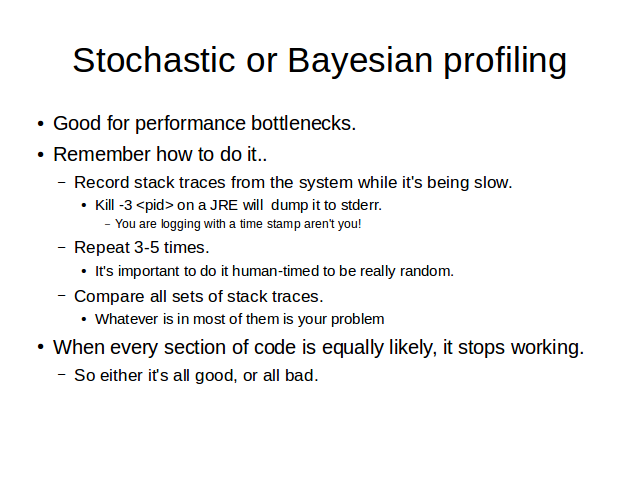 Stochastic or Bayesian profiling
• Good for performance bottlenecks.
• Remember how to do it..
– Record stack traces from the system while it's being slow.
• Kill -3 <pid> on a JRE will  dump it to stderr.
– You are logging with a time stamp aren't you!
– Repeat 3-5 times.
• It's important to do it human-timed to be really random.
– Compare all sets of stack traces.
• Whatever is in most of them is your problem
• When every section of code is equally likely, it stops working.
– So either it's all good, or all bad.